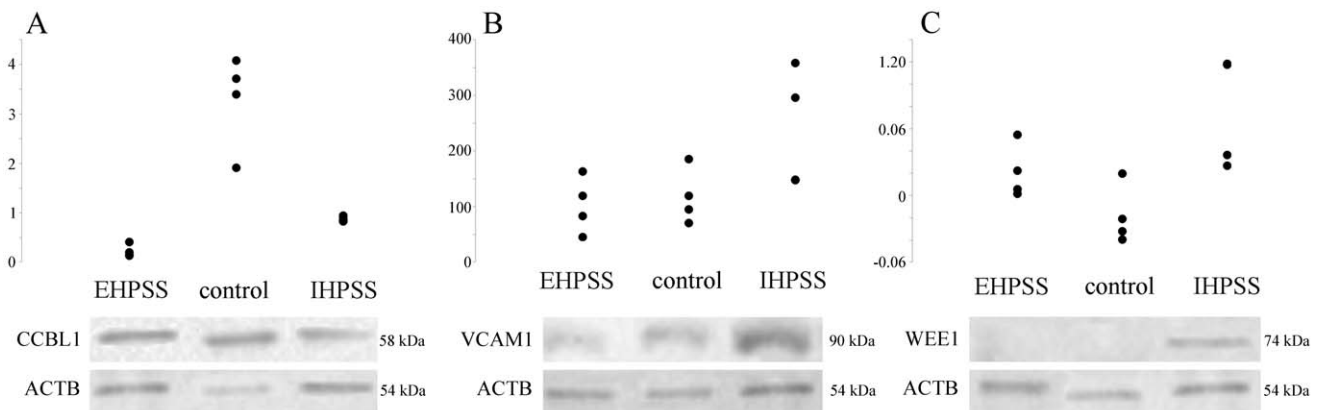 A
4
3
2
1
0
EHPSS control IHPSS
CCBL1 58 kDa
ACTB 54 kDa
B
400
300
200
100
0
EHPSS control IHPSS
VCAM1 90 kDa
ACTB 54 kDa
C
1.20
0.06
0
-0.06
EHPSS control IHPSS
WEE1 74 kDa
ACTB 54 kDa